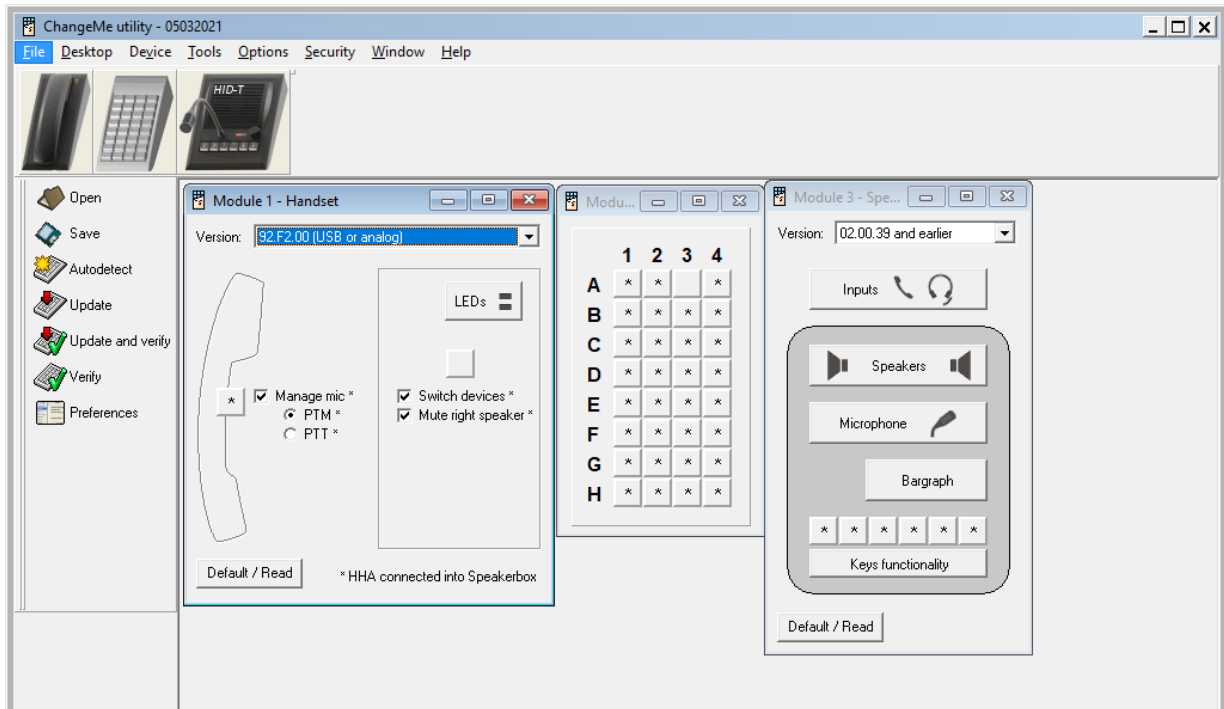 ChangeMe utility - 05032021
File Desktop Device Tools Options Security Window Help
HID-T
Open
Save
Autodetect
Update
Update and verify
Verify
Preferences
Module 1 - Handset
Version: 92.F2.00 (USB or analog)
LEDs
* Manage mic *
PTM *
PTT *
Switch devices *
Mute right speaker *
Default / Read
* HHA connected into Speakerbox
Modu...
1 2 3 4
A * * *
B * * * *
C * * * *
D * * * *
E * * * *
F * * * *
G * * * *
H * * * *
Module 3 - Spe...
Version: 02.00.39 and earlier
Inputs
Speakers
Microphone
Bargraph
* * * * * *
Keys functionality
Default / Read